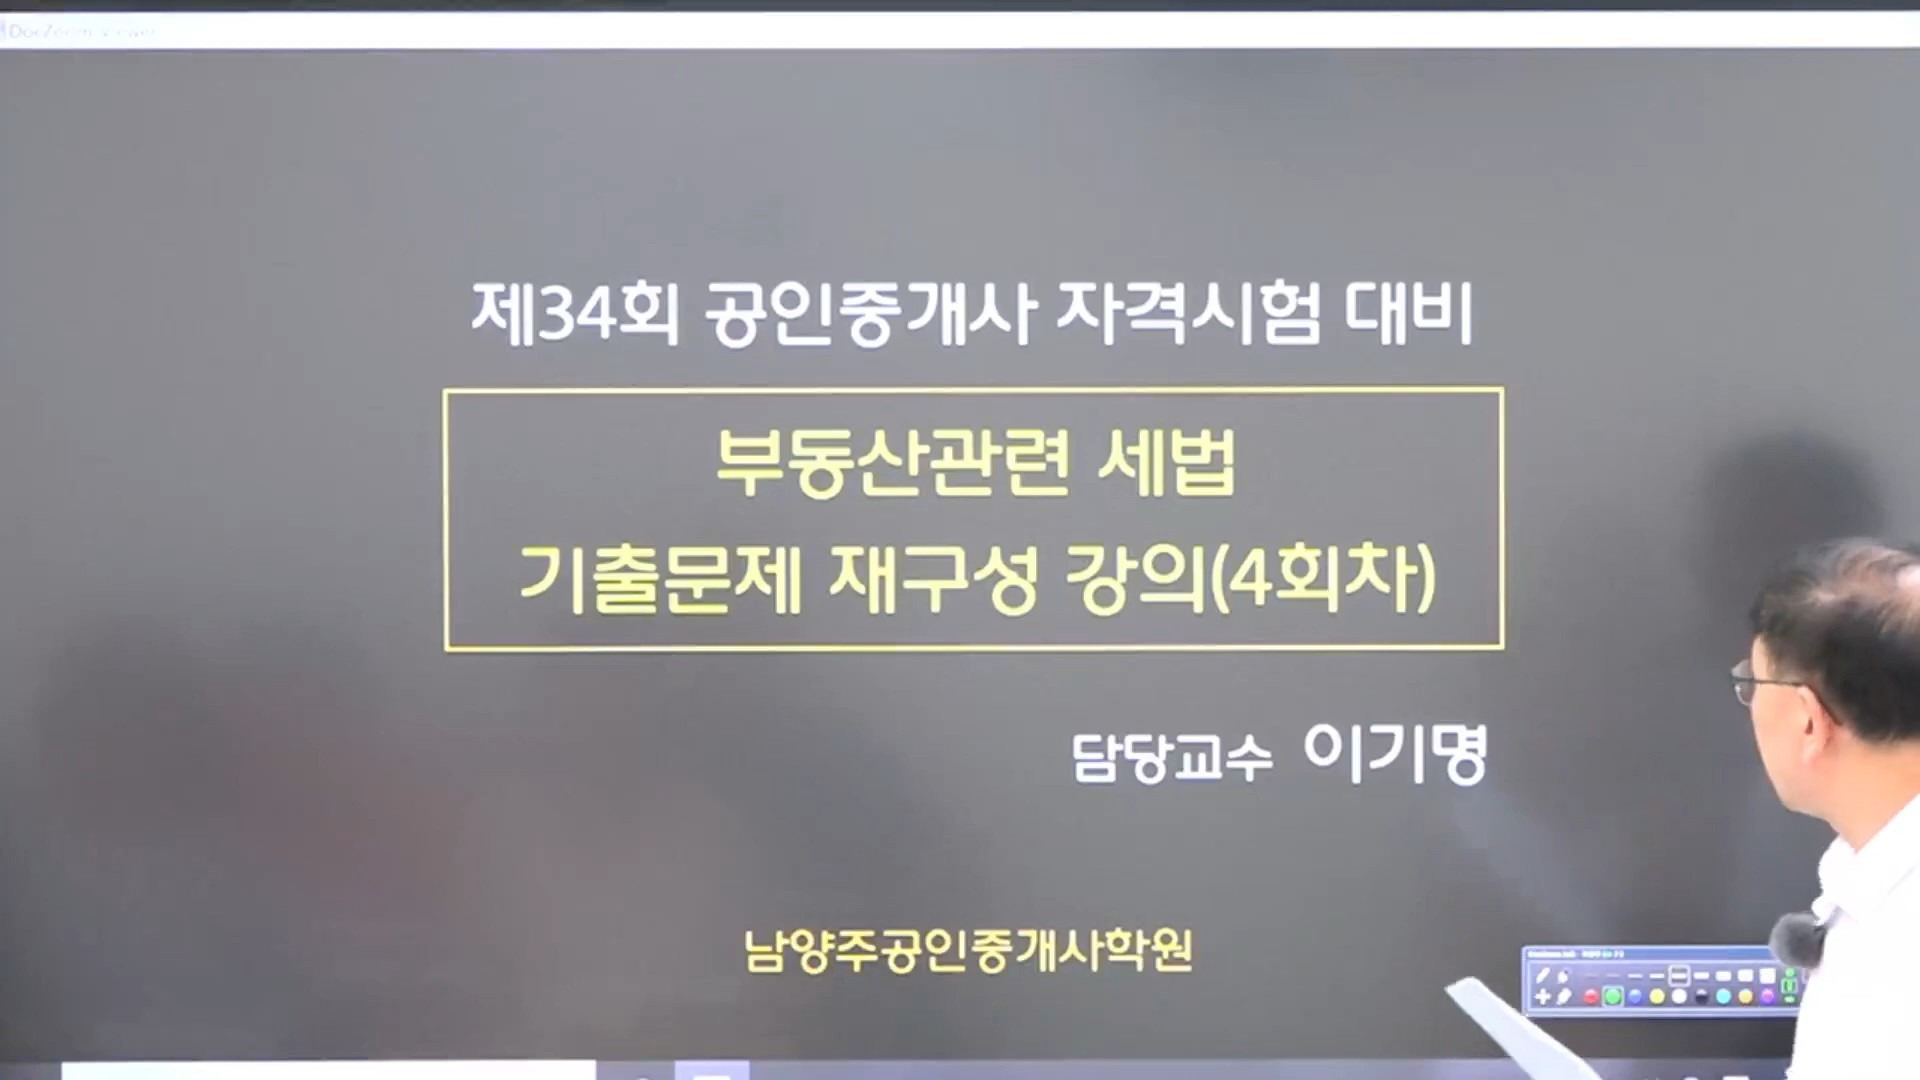 제34회 공인중개사 자격시험 대비
부동산관련 세법
기출문제 재구성 강의(4회차)
담당교수 이기명
남양주공인중개사학원